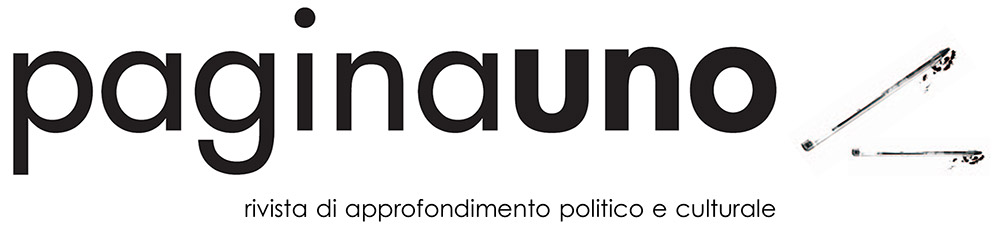 paginauno
rivista di approfondimento politico e culturale